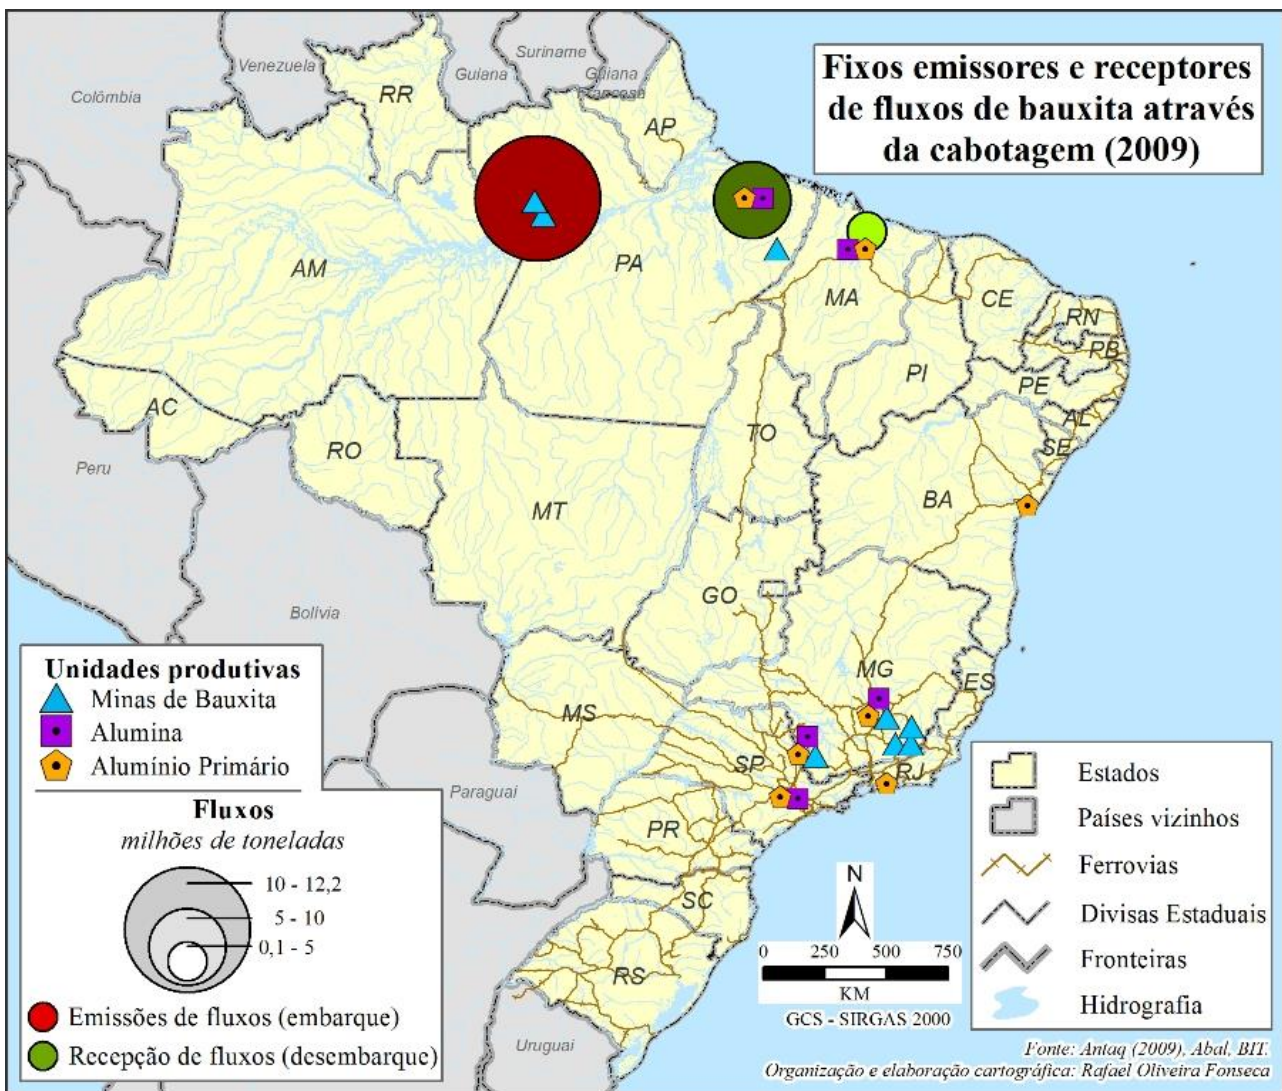 Fixos emissores e receptores
de fluxos de bauxita através
da cabotagem (2009)
Venezuela
Suriname
Guiana
Guiana
Francesa
Colômbia
RR
AP
AM
PA
MA
CE
RN
PB
PI
PE
AL
SE
AC
RO
TO
BA
MT
Peru
GO
Bolívia
MG
ES
MS
SP
RJ
Paraguai
PR
SC
RS
Uruguai
Unidades produtivas
Minas de Bauxita
Alumina
Alumínio Primário
Fluxos
milhões de toneladas
10 - 12,2
5 - 10
0,1 - 5
Emissões de fluxos (embarque)
Recepção de fluxos (desembarque)
N
0 250 500 750
KM
GCS - SIRGAS 2000
Estados
Países vizinhos
Ferrovias
Divisas Estaduais
Fronteiras
Hidrografia
Fonte: Antaq (2009), Abal, BIT.
Organização e elaboração cartográfica: Rafael Oliveira Fonseca